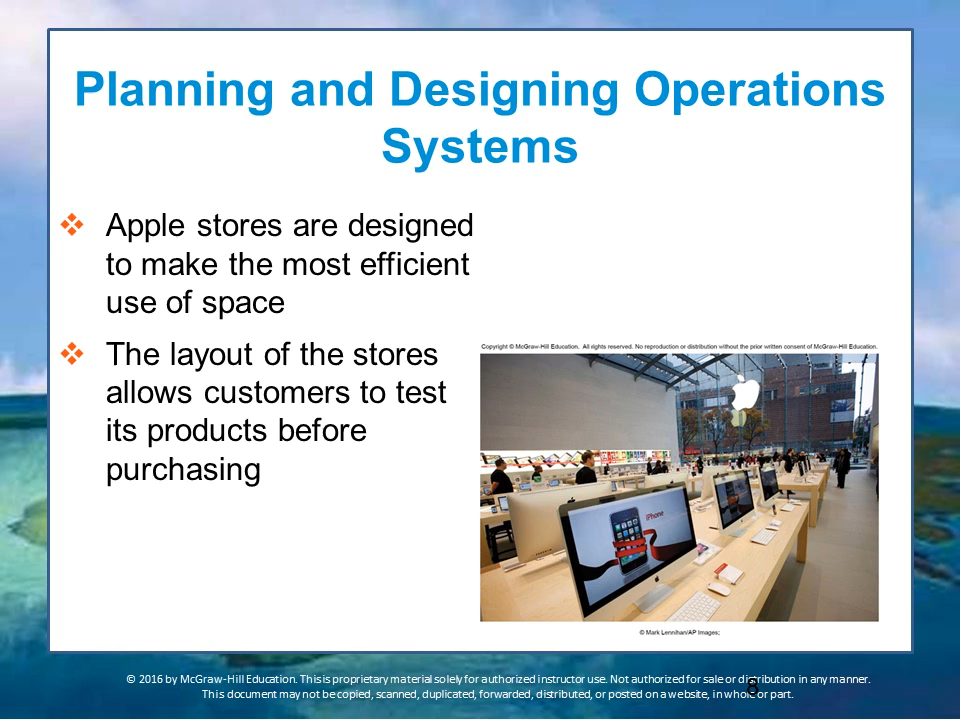 Planning and Designing Operations
Systems
Apple stores are designed
to make the most efficient
use of space
The layout of the stores
allows customers to test
its products before
purchasing
Copyright © McGraw-Hill Education. All rights reserved. No reproduction or distribution without the prior written consent of McGraw-Hill Education.
iPhone
© Mark Lennihan/AP Images;
© 2016 by McGraw-Hill Education. This is proprietary material solely for authorized instructor use. Not authorized for sale or distribution in any manner.
This document may not be copied, scanned, duplicated, forwarded, distributed, or posted on a website, in whole or part.
8